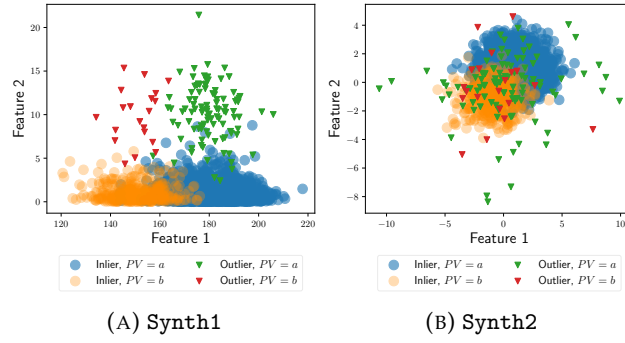 20
15
10
5
0
Feature 2
120 140 160 180 200 220
Feature 1
Inlier, PV = a
Outlier, PV = a
Inlier, PV = b
Outlier, PV = b
(A) Synth1
4
2
0
−2
−4
−6
−8
Feature 2
−10 −5 0 5 10
Feature 1
Inlier, PV = a
Outlier, PV = a
Inlier, PV = b
Outlier, PV = b
(B) Synth2